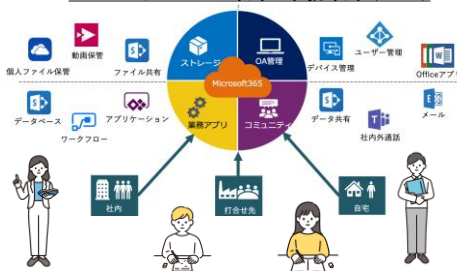 動画保管
個人ファイル保管
ファイル共有
ストレージ
OA管理
デバイス管理
ユーザー管理
Officeアプリ
Microsoft365
データベース
ワークフロー
アプリケーション
業務アプリ
コミュニティ
データ共有
社内外通話
メール
社内
打合せ先
自宅